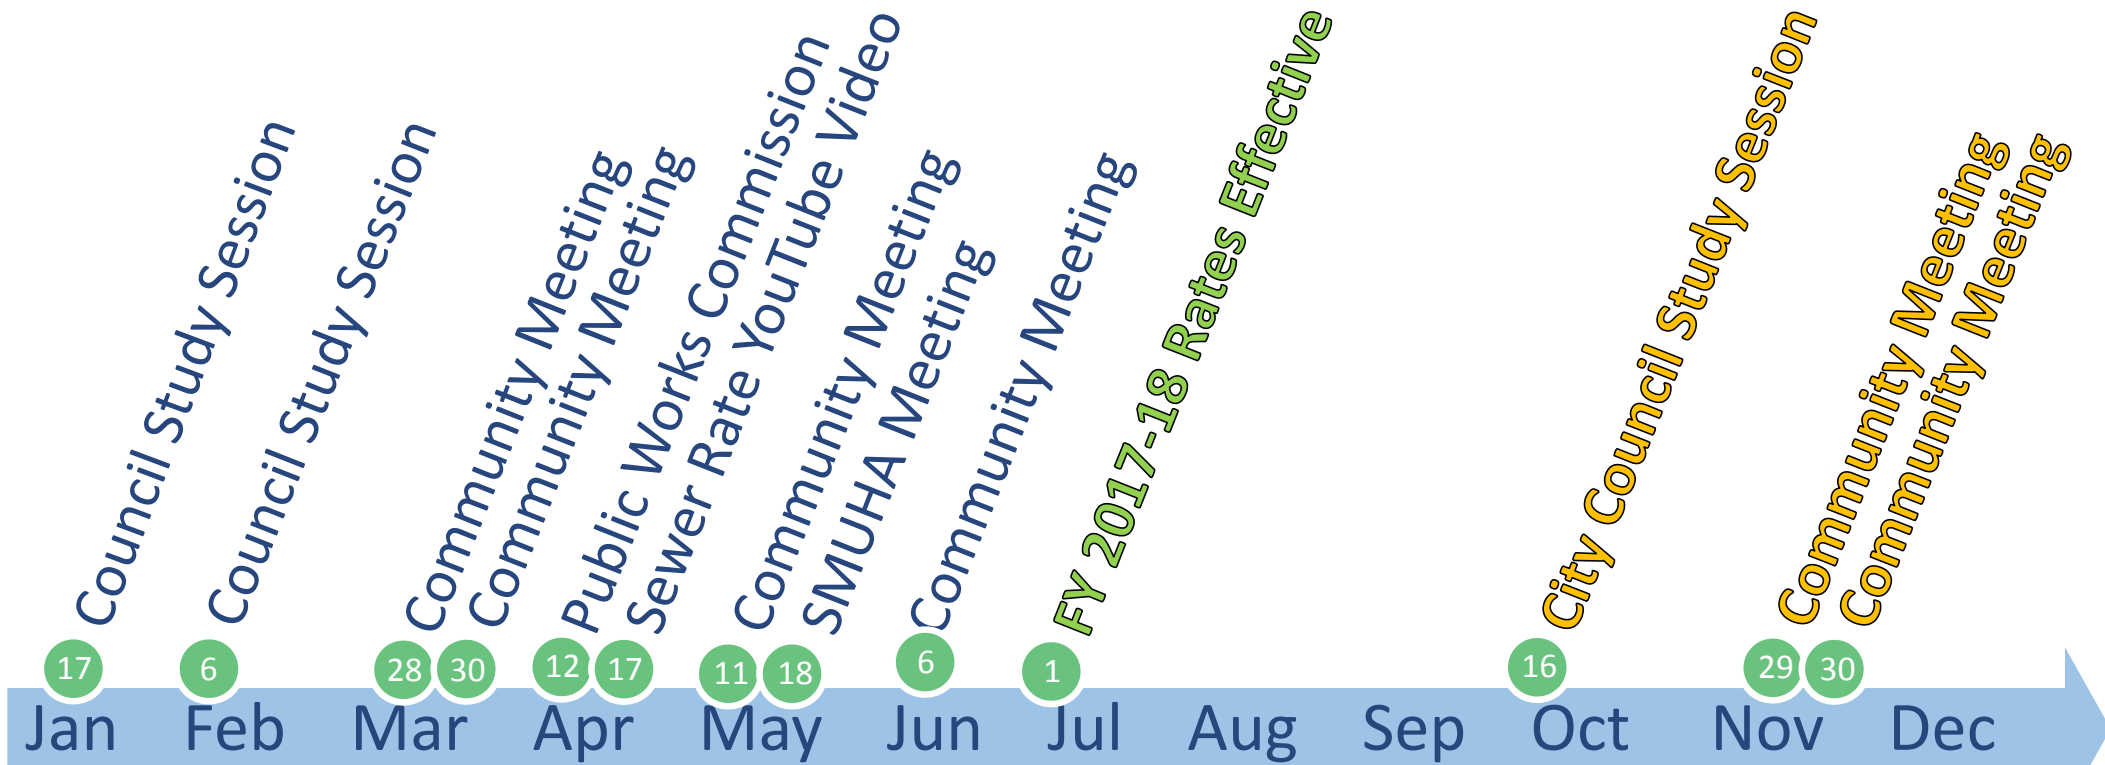 Council Study Session
Council Study Session
Community Meeting
Community Meeting
Public Works Commission
Sewer Rate YouTube Video
Community Meeting
SMUHA Meeting
Community Meeting
FY 2017-18 Rates Effective
City Council Study Session
Community Meeting
Community Meeting
17 6 28 30 12 17 11 18 6 1 16 29 30
Jan Feb Mar Apr May Jun Jul Aug Sep Oct Nov Dec